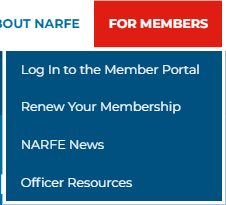 BOUT NARFE FOR MEMBERS
Log In to the Member Portal
Renew Your Membership
NARFE News
Officer Resources